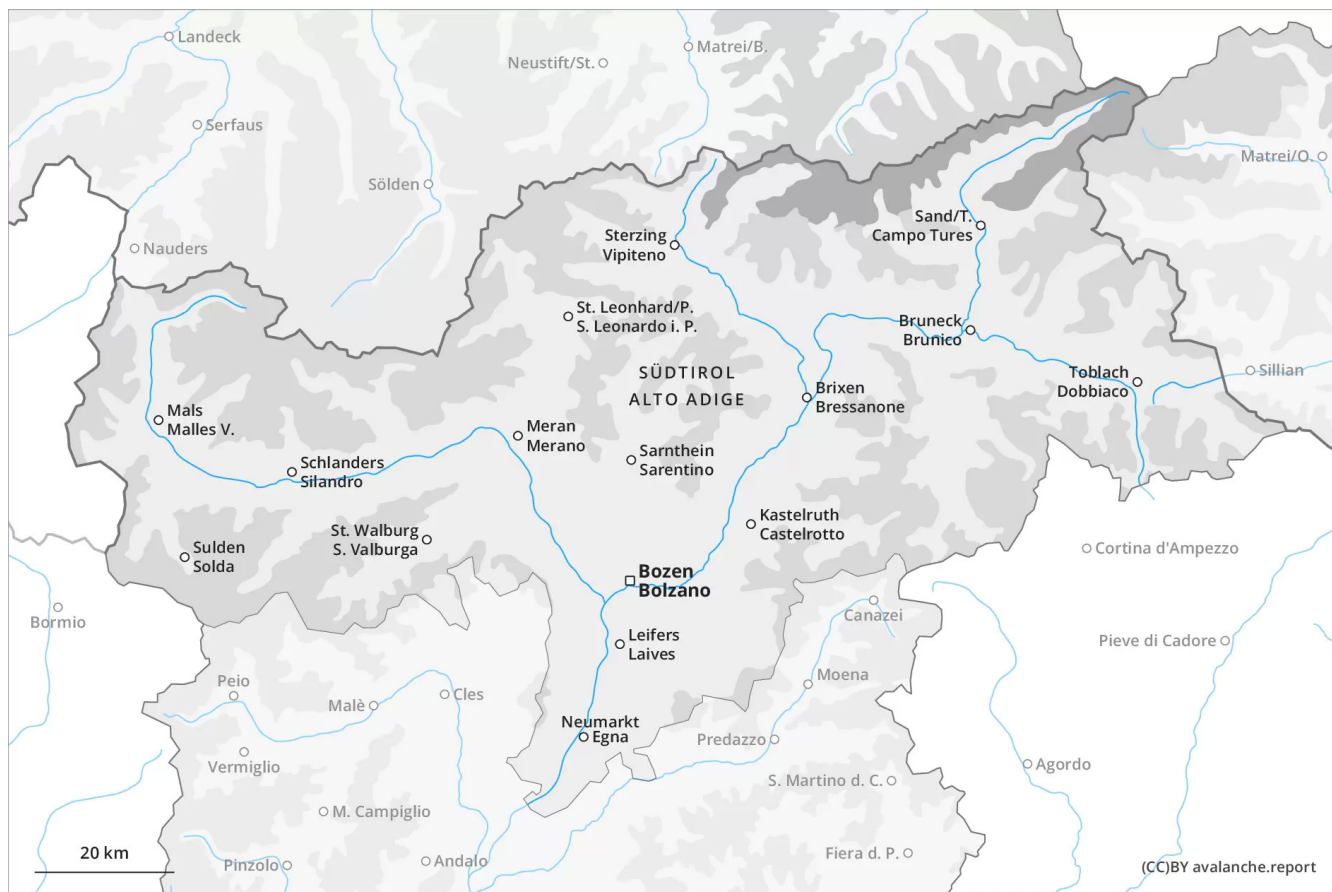 Landeck
Matrei/B.
Neustift/St.
Serfaus
Matrei/O.
Sölden
Sand/T.
Campo Tures
Nauders
Sterzing
Vipiteno
St. Leonhard/P.
S. Leonardo i. P.
Bruneck
Brunico
SÜDTIROL
ALTO ADIGE
Toblach
Dobbiaco
Sillian
Brixen
Bressanone
Mals
Malles V.
Meran
Merano
Schlanders
Silandro
Sarnthein
Sarentino
St. Walburg
S. Valburga
Kastelruth
Castelrotto
Sulden
Solda
Cortina d'Ampezzo
Bozen
Bolzano
Bormio
Canazei
Leifers
Laives
Pieve di Cadore
Peio
Malè
Cles
Moena
Neumarkt
Egna
Predazzo
Vermiglio
Agordo
S. Martino d. C.
M. Campiglio
20 km
Pinzolo
Andalo
Fiera d. P.
(CC)BY avalanche.report